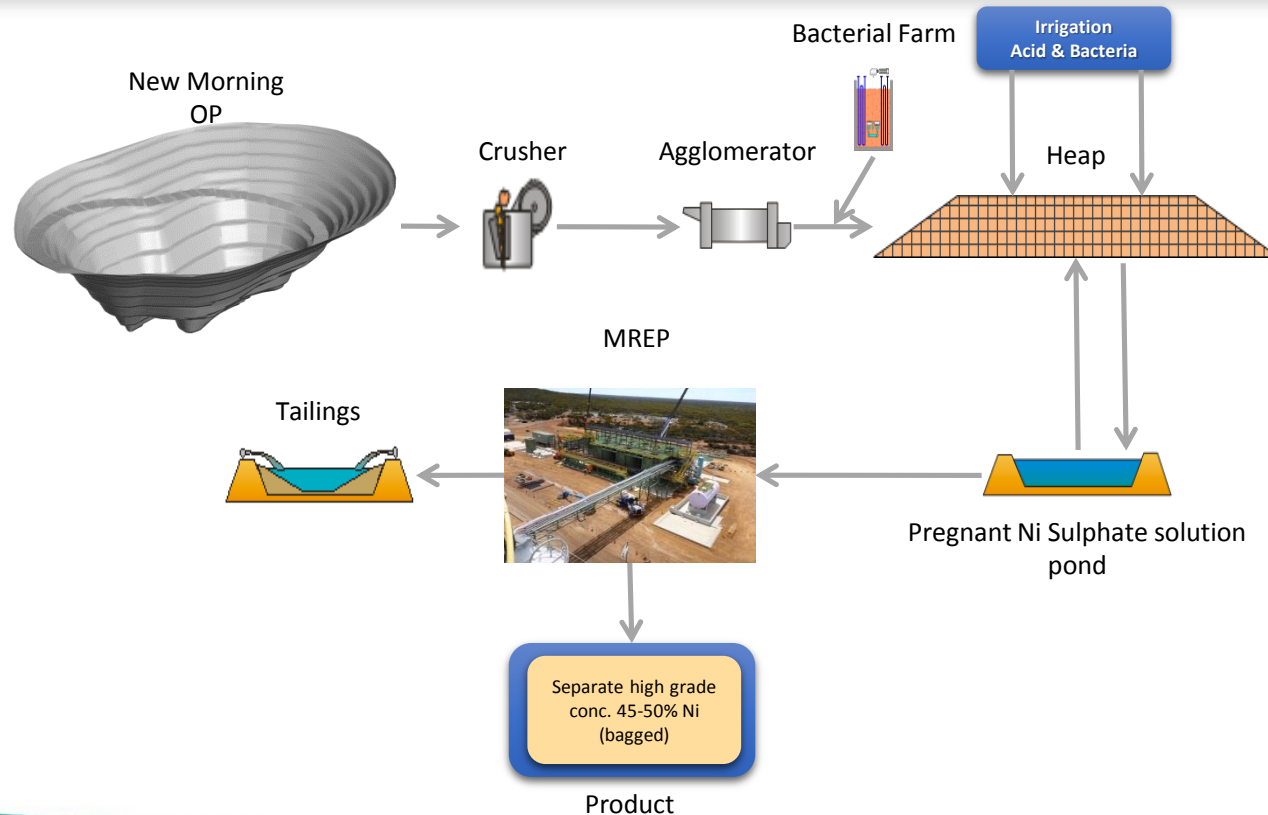 Bacterial Farm
Irrigation
Acid & Bacteria
New Morning
OP
Crusher
Agglomerator
Heap
MREP
Tailings
Pregnant Ni Sulphate solution
pond
Separate high grade
conc. 45-50% Ni
(bagged)
Product